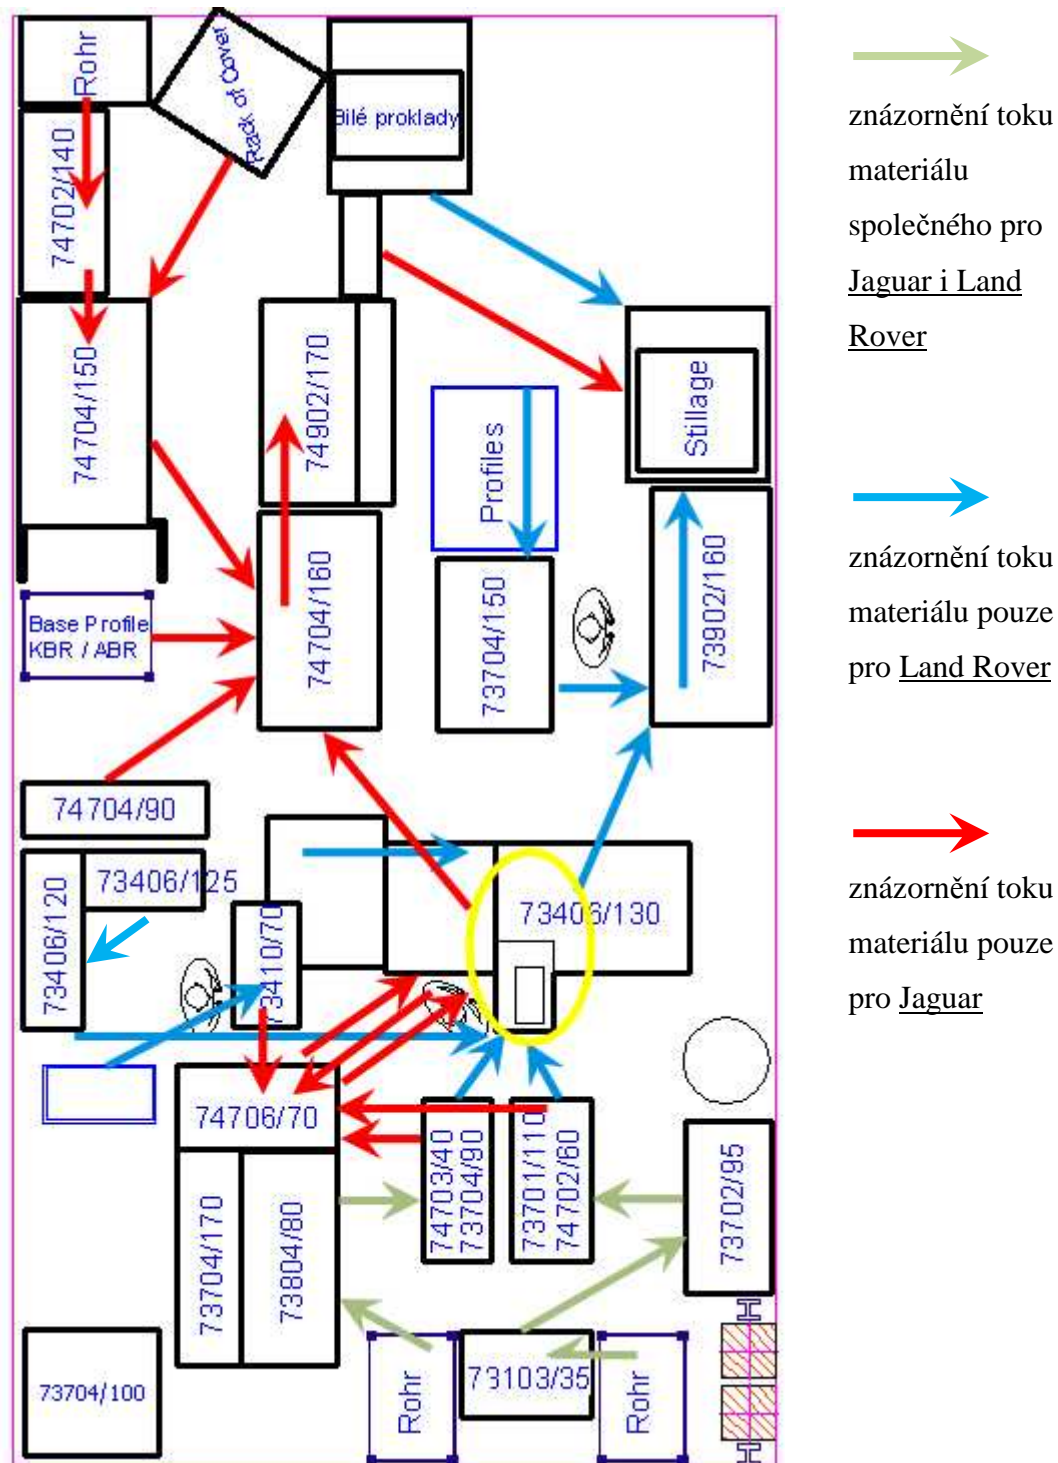 Rohr
Rack of Cover
Bílé proklady
74702/140
74704/150
74902/170
Profiles
Stillage
Base Profile
KBR / ABR
74704/160
73704/150
73902/160
74704/90
73406/120
73406/125
73410/70
73406/130
74706/70
74703/40
73704/90
73701/110
74702/60
73702/95
73704/170
73804/80
73704/100
Rohr
73103/35
Rohr
znázornění toku
materiálu
společného pro
Jaguar i Land
Rover
znázornění toku
materiálu pouze
pro Land Rover
znázornění toku
materiálu pouze
pro Jaguar